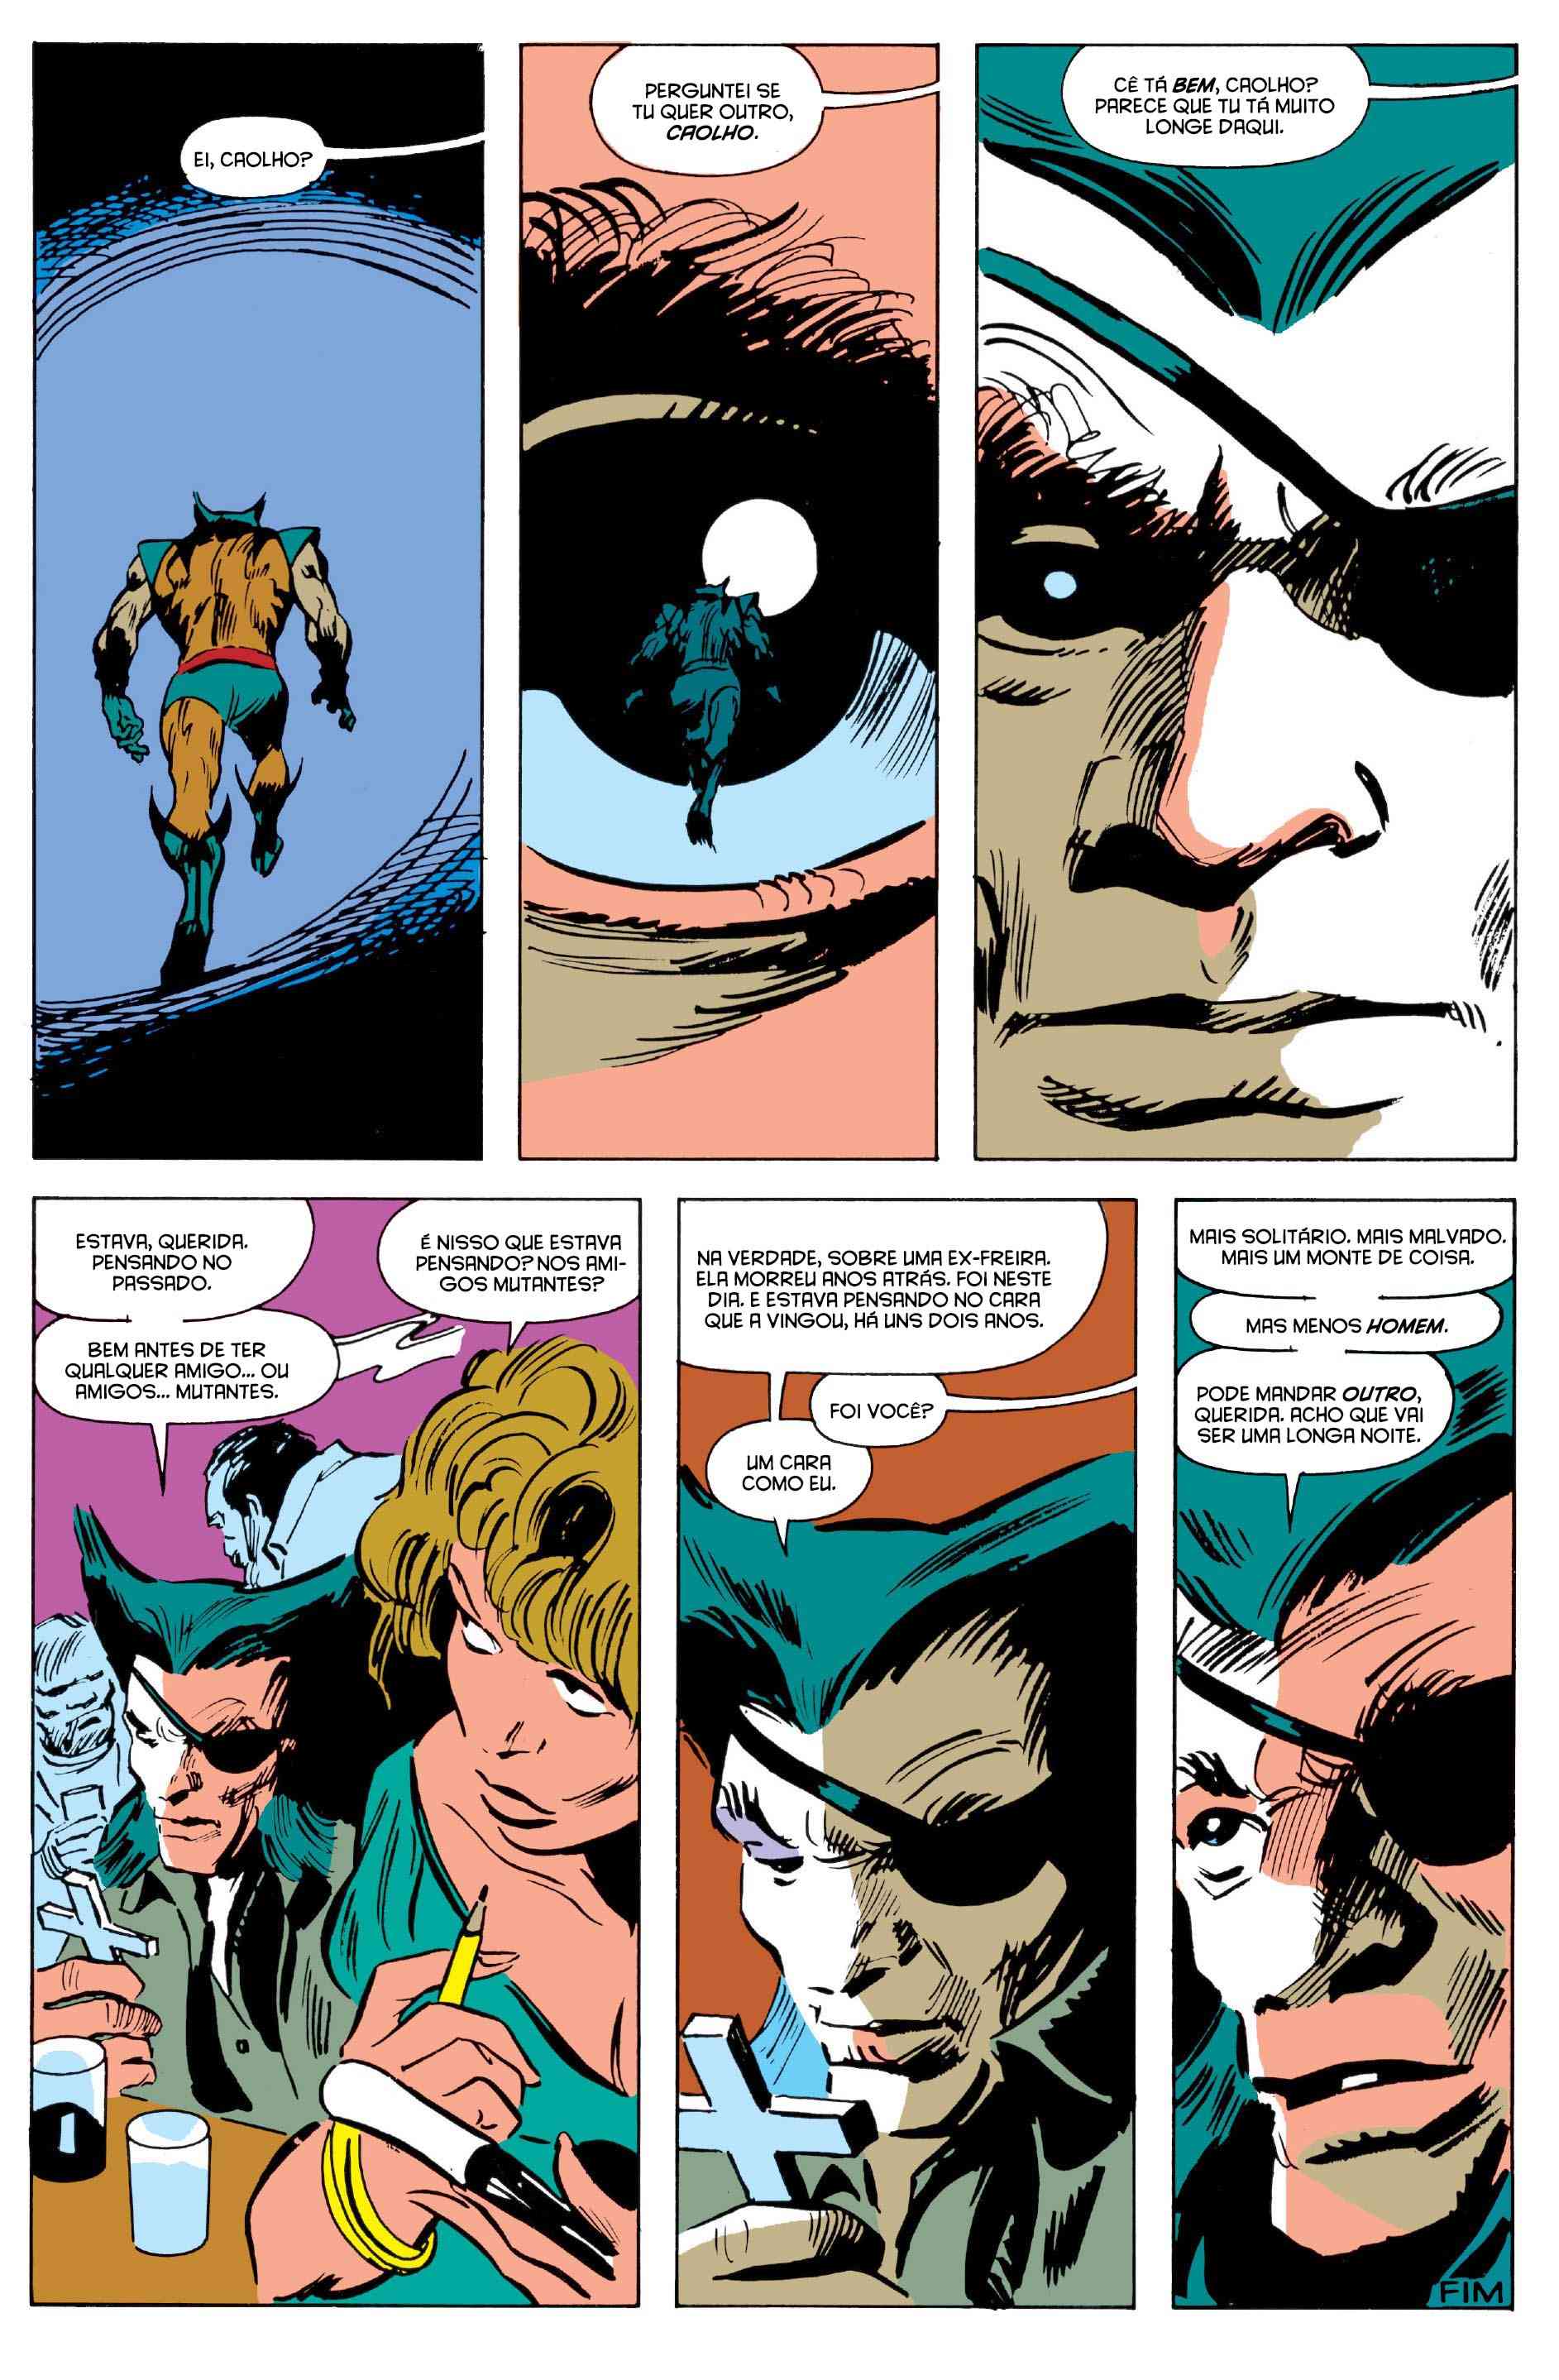 EI, CAOLHO?
PERGUNTEI SE
TU QUER OUTRO,
CAOLHO.
CÊ TÁ BEM, CAOLHO?
PARECE QUE TU TÁ MUITO
LONGE DAQUI.
ESTAVA, QUERIDA.
PENSANDO NO
PASSADO.
BEM ANTES DE TER
QUALQUER AMIGO... OU
AMIGOS... MUTANTES.
É NISSO QUE ESTAVA
PENSANDO? NOS AMI-
GOS MUTANTES?
NA VERDADE, SOBRE UMA EX-FREIRA.
ELA MORREU ANOS ATRÁS. FOI NESTE
DIA. E ESTAVA PENSANDO NO CARA
QUE A VINGOU, HÁ UNS DOIS ANOS.
FOI VOCÊ?
UM CARA
COMO EU.
MAIS SOLITÁRIO. MAIS MALVADO.
MAIS UM MONTE DE COISA.
MAS MENOS HOMEM.
PODE MANDAR OUTRO,
QUERIDA. ACHO QUE VAI
SER UMA LONGA NOITE.
FIM